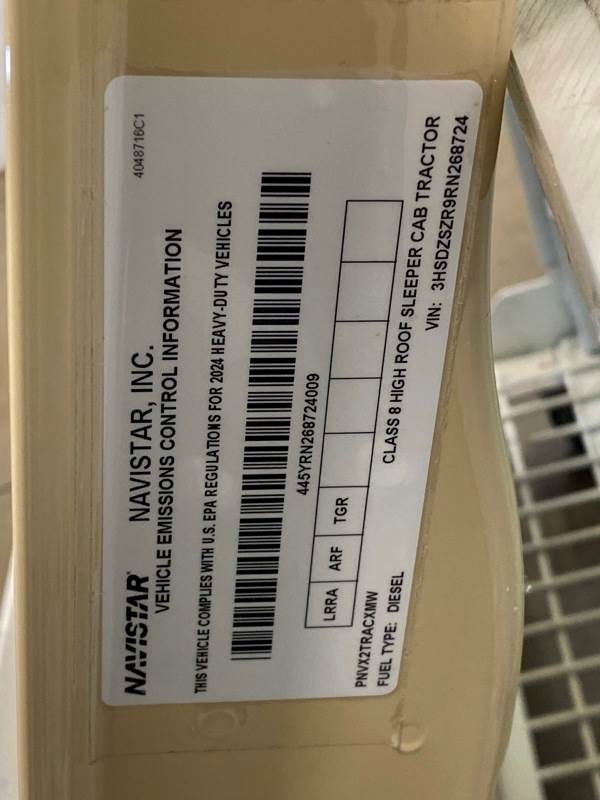 4048716C1
NAVISTAR NAVISTAR, INC.
VEHICLE EMISSIONS CONTROL INFORMATION
THIS VEHICLE COMPLIES WITH U.S. EPA REGULATIONS FOR 2024 HEAVY-DUTY VEHICLES
445YRN268724009
LRRA ARF TGR
PNVX2TRACXMW
FUEL TYPE: DIESEL CLASS 8 HIGH ROOF SLEEPER CAB TRACTOR
VIN: 3HSDZSZR9RN268724